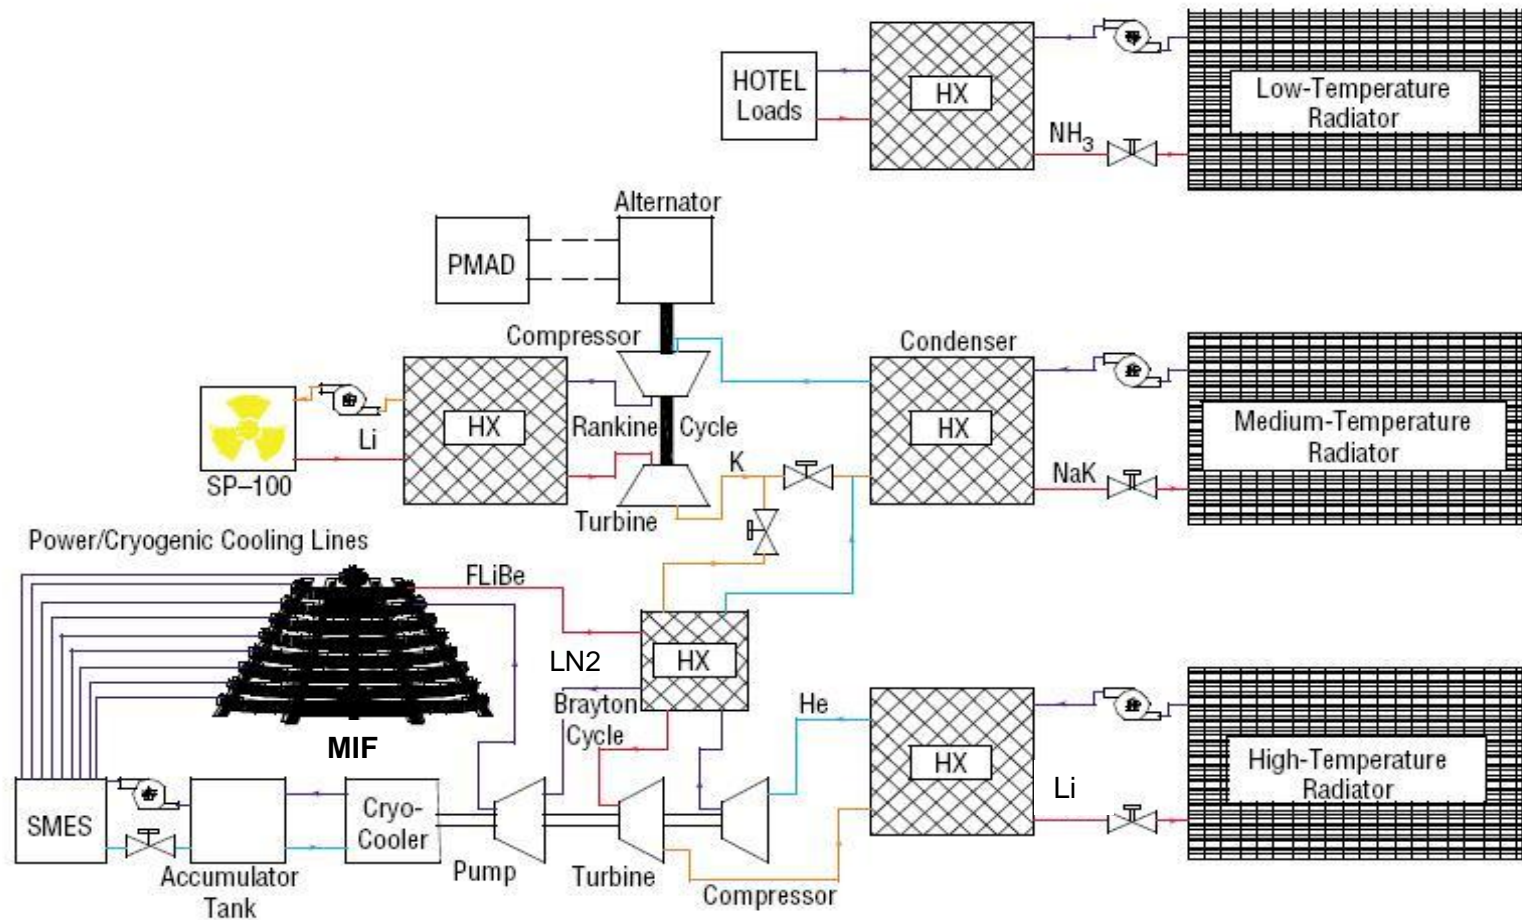 HOTEL
Loads
HX
NH3
Low-Temperature
Radiator
Alternator
PMAD
Compressor
Condenser
Li
HX
Rankine Cycle
K
HX
NaK
Medium-Temperature
Radiator
SP–100
Turbine
Power/Cryogenic Cooling Lines
FLiBe
LN2
HX
Brayton
Cycle
He
MIF
HX
Li
High-Temperature
Radiator
SMES
Cryo-
Cooler
Accumulator
Tank
Pump
Turbine
Compressor